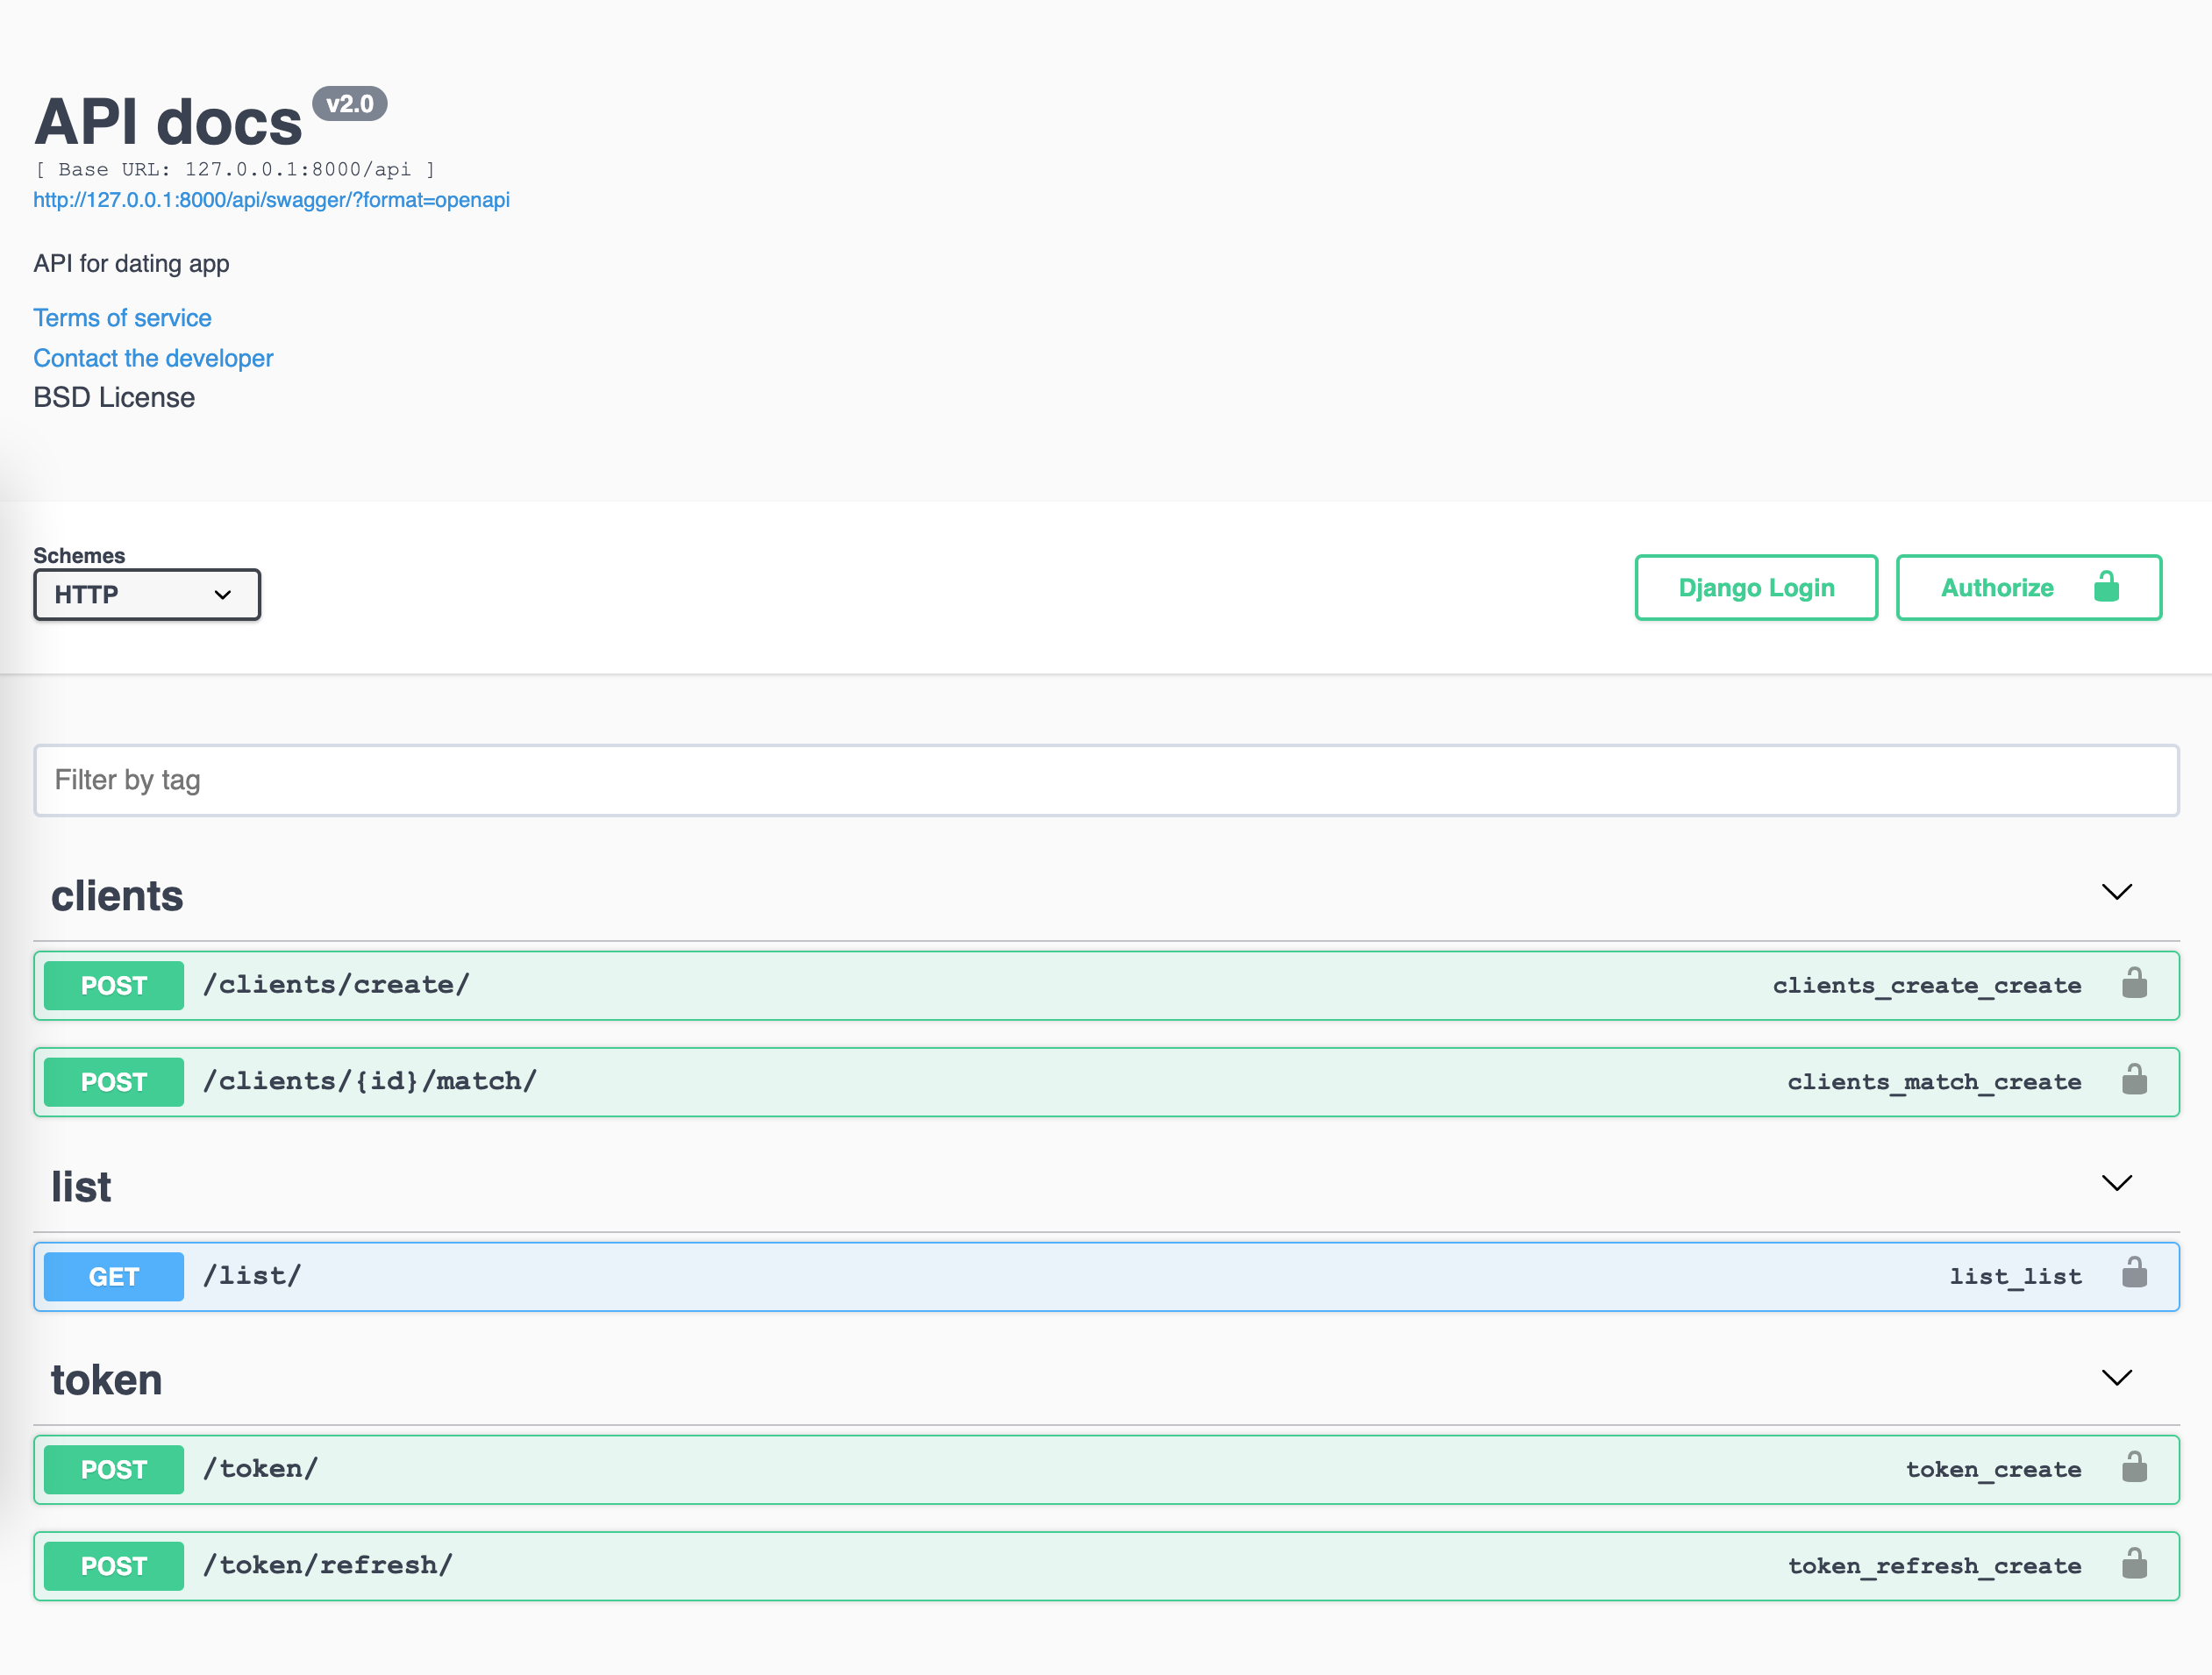 API docs v2.0
[ Base URL: 127.0.0.1:8000/api ]
http://127.0.0.1:8000/api/swagger/?format=openapi
API for dating app
Terms of service
Contact the developer
BSD License
Schemes
HTTP
Django Login Authorize
Filter by tag
clients
POST /clients/create/ clients_create_create
POST /clients/{id}/match/ clients_match_create
list
GET /list/ list_list
token
POST /token/ token_create
POST /token/refresh/ token_refresh_create